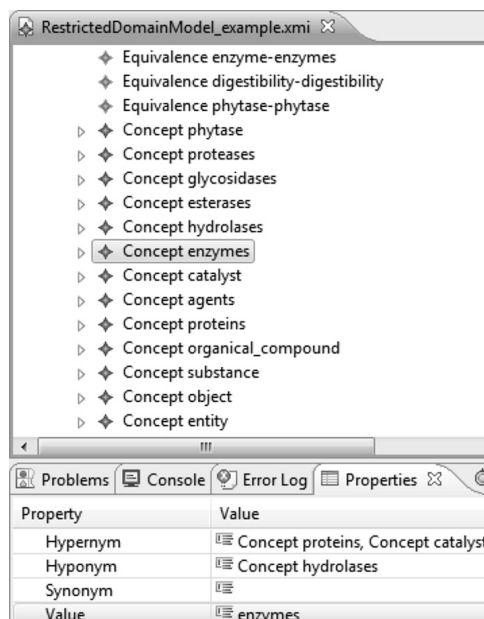 RestrictedDomainModel_example.xmi
Equivalence enzyme-enzymes
Equivalence digestibility-digestibility
Equivalence phytase-phytase
Concept phytase
Concept proteases
Concept glycosidases
Concept esterases
Concept hydrolases
Concept enzymes
Concept catalyst
Concept agents
Concept proteins
Concept organical_compound
Concept substance
Concept object
Concept entity
Problems Console Error Log Properties
Property Value
Hypernym Concept proteins, Concept catalyst
Hyponym Concept hydrolases
Synonym
Value enzymes